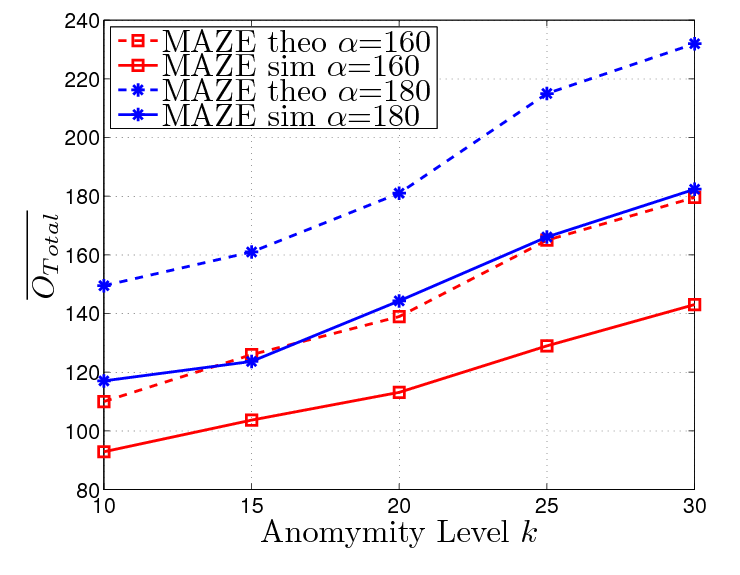 240
220
200
180
160
140
120
100
80
MAZE theo α=160
MAZE sim α=160
MAZE theo α=180
MAZE sim α=180
O_Total
10 15 20 25 30
Anomymity Level k